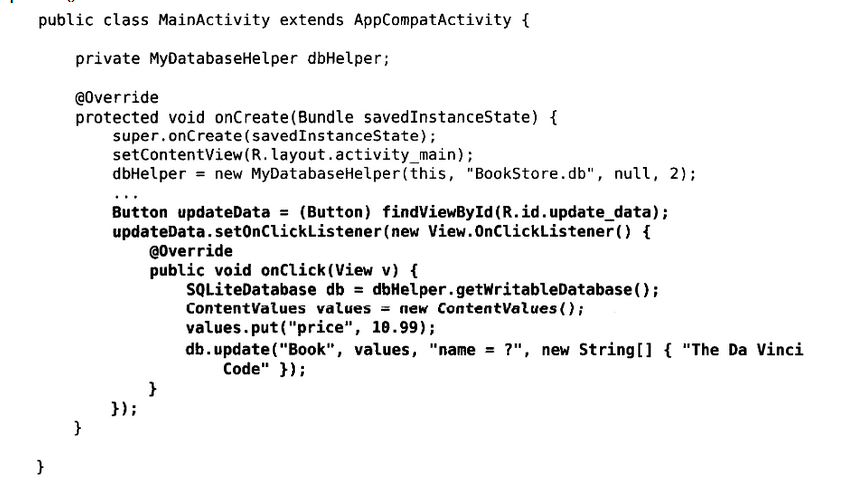 public class MainActivity extends AppCompatActivity {
private MyDatabaseHelper dbHelper;
@Override
protected void onCreate(Bundle savedInstanceState) {
super.onCreate(savedInstanceState);
setContentView(R.layout.activity_main);
dbHelper = new MyDatabaseHelper(this, "BookStore.db", null, 2);
...
Button updateData = (Button) findViewById(R.id.update_data);
updateData.setOnClickListener(new View.OnClickListener() {
@Override
public void onClick(View v) {
SQLiteDatabase db = dbHelper.getWritableDatabase();
ContentValues values = new ContentValues();
values.put("price", 10.99);
db.update("Book", values, "name = ?", new String[] { "The Da Vinci
Code" });
}
});
}
}